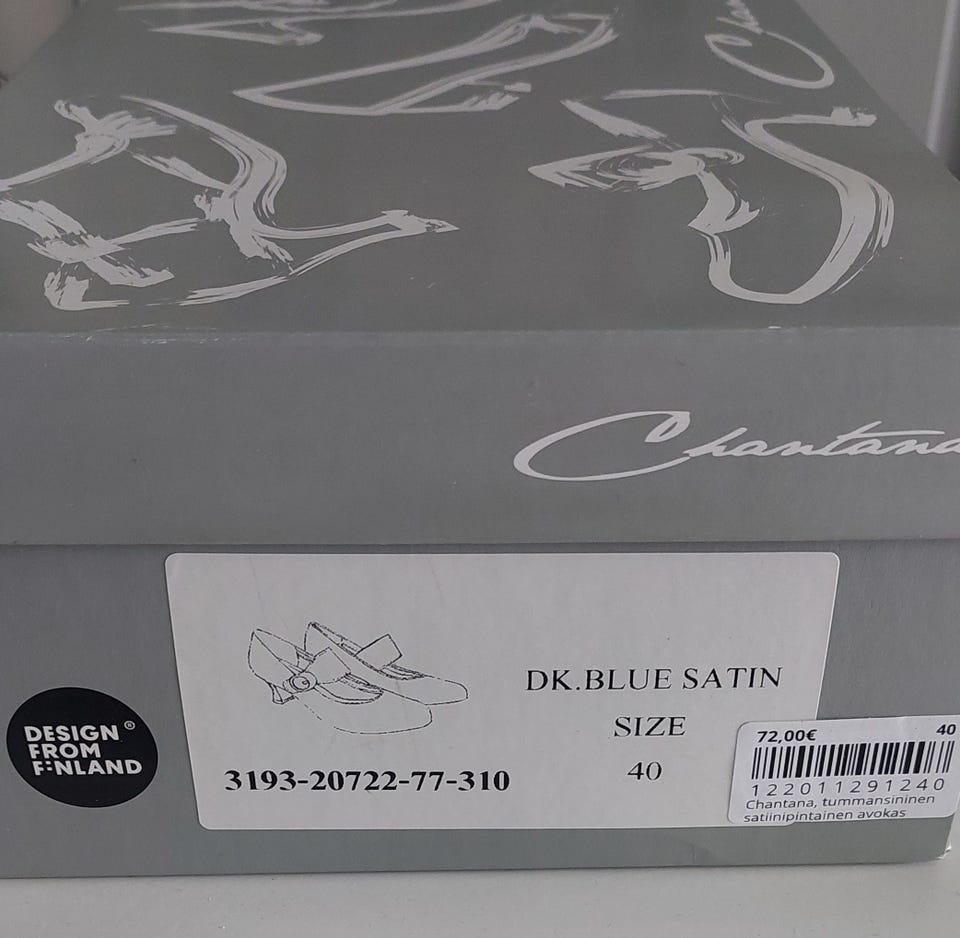 Chantana
DESIGN ®
FROM
F:NLAND
DK.BLUE SATIN
SIZE
40
3193-20722-77-310
72,00€ 40
122011291240
Chantana, tummansininen
satiinipintainen avokas